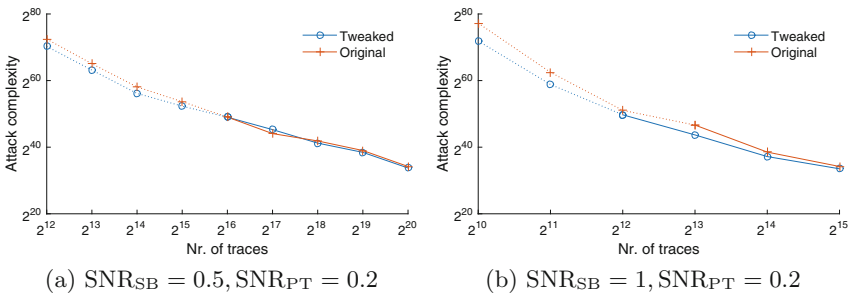 2^80
2^60
2^40
2^20
Attack complexity
2^12 2^13 2^14 2^15 2^16 2^17 2^18 2^19 2^20
Nr. of traces
Tweaked
Original
(a) SNR_SB = 0.5, SNR_PT = 0.2
2^80
2^60
2^40
2^20
Attack complexity
2^10 2^11 2^12 2^13 2^14 2^15
Nr. of traces
Tweaked
Original
(b) SNR_SB = 1, SNR_PT = 0.2